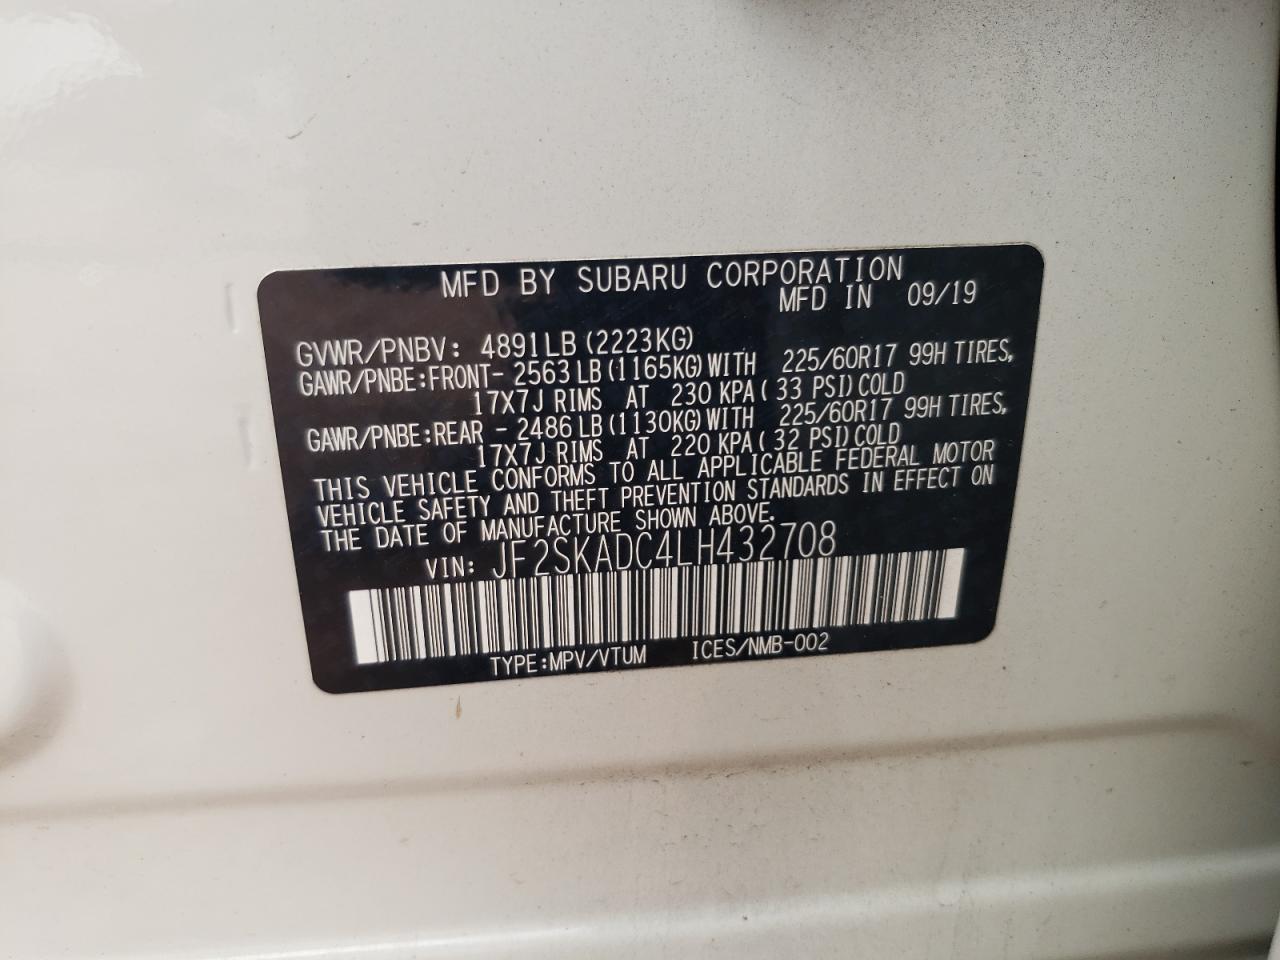 MFD BY SUBARU CORPORATION
MFD IN 09/19
GVWR/PNBV: 4891LB (2223KG)
GAWR/PNBE:FRONT- 2563LB(1165KG)WITH 225/60R17 99H TIRES,
17X7J RIMS AT 230 KPA( 33 PSI)COLD
GAWR/PNBE:REAR - 2486LB(1130KG)WITH 225/60R17 99H TIRES,
17X7J RIMS AT 220 KPA( 32 PSI)COLD
THIS VEHICLE CONFORMS TO ALL APPLICABLE FEDERAL MOTOR
VEHICLE SAFETY AND THEFT PREVENTION STANDARDS IN EFFECT ON
THE DATE OF MANUFACTURE SHOWN ABOVE.
VIN: JF2SKADC4LH432708
TYPE:MPV/VTUM ICES/NMB-002